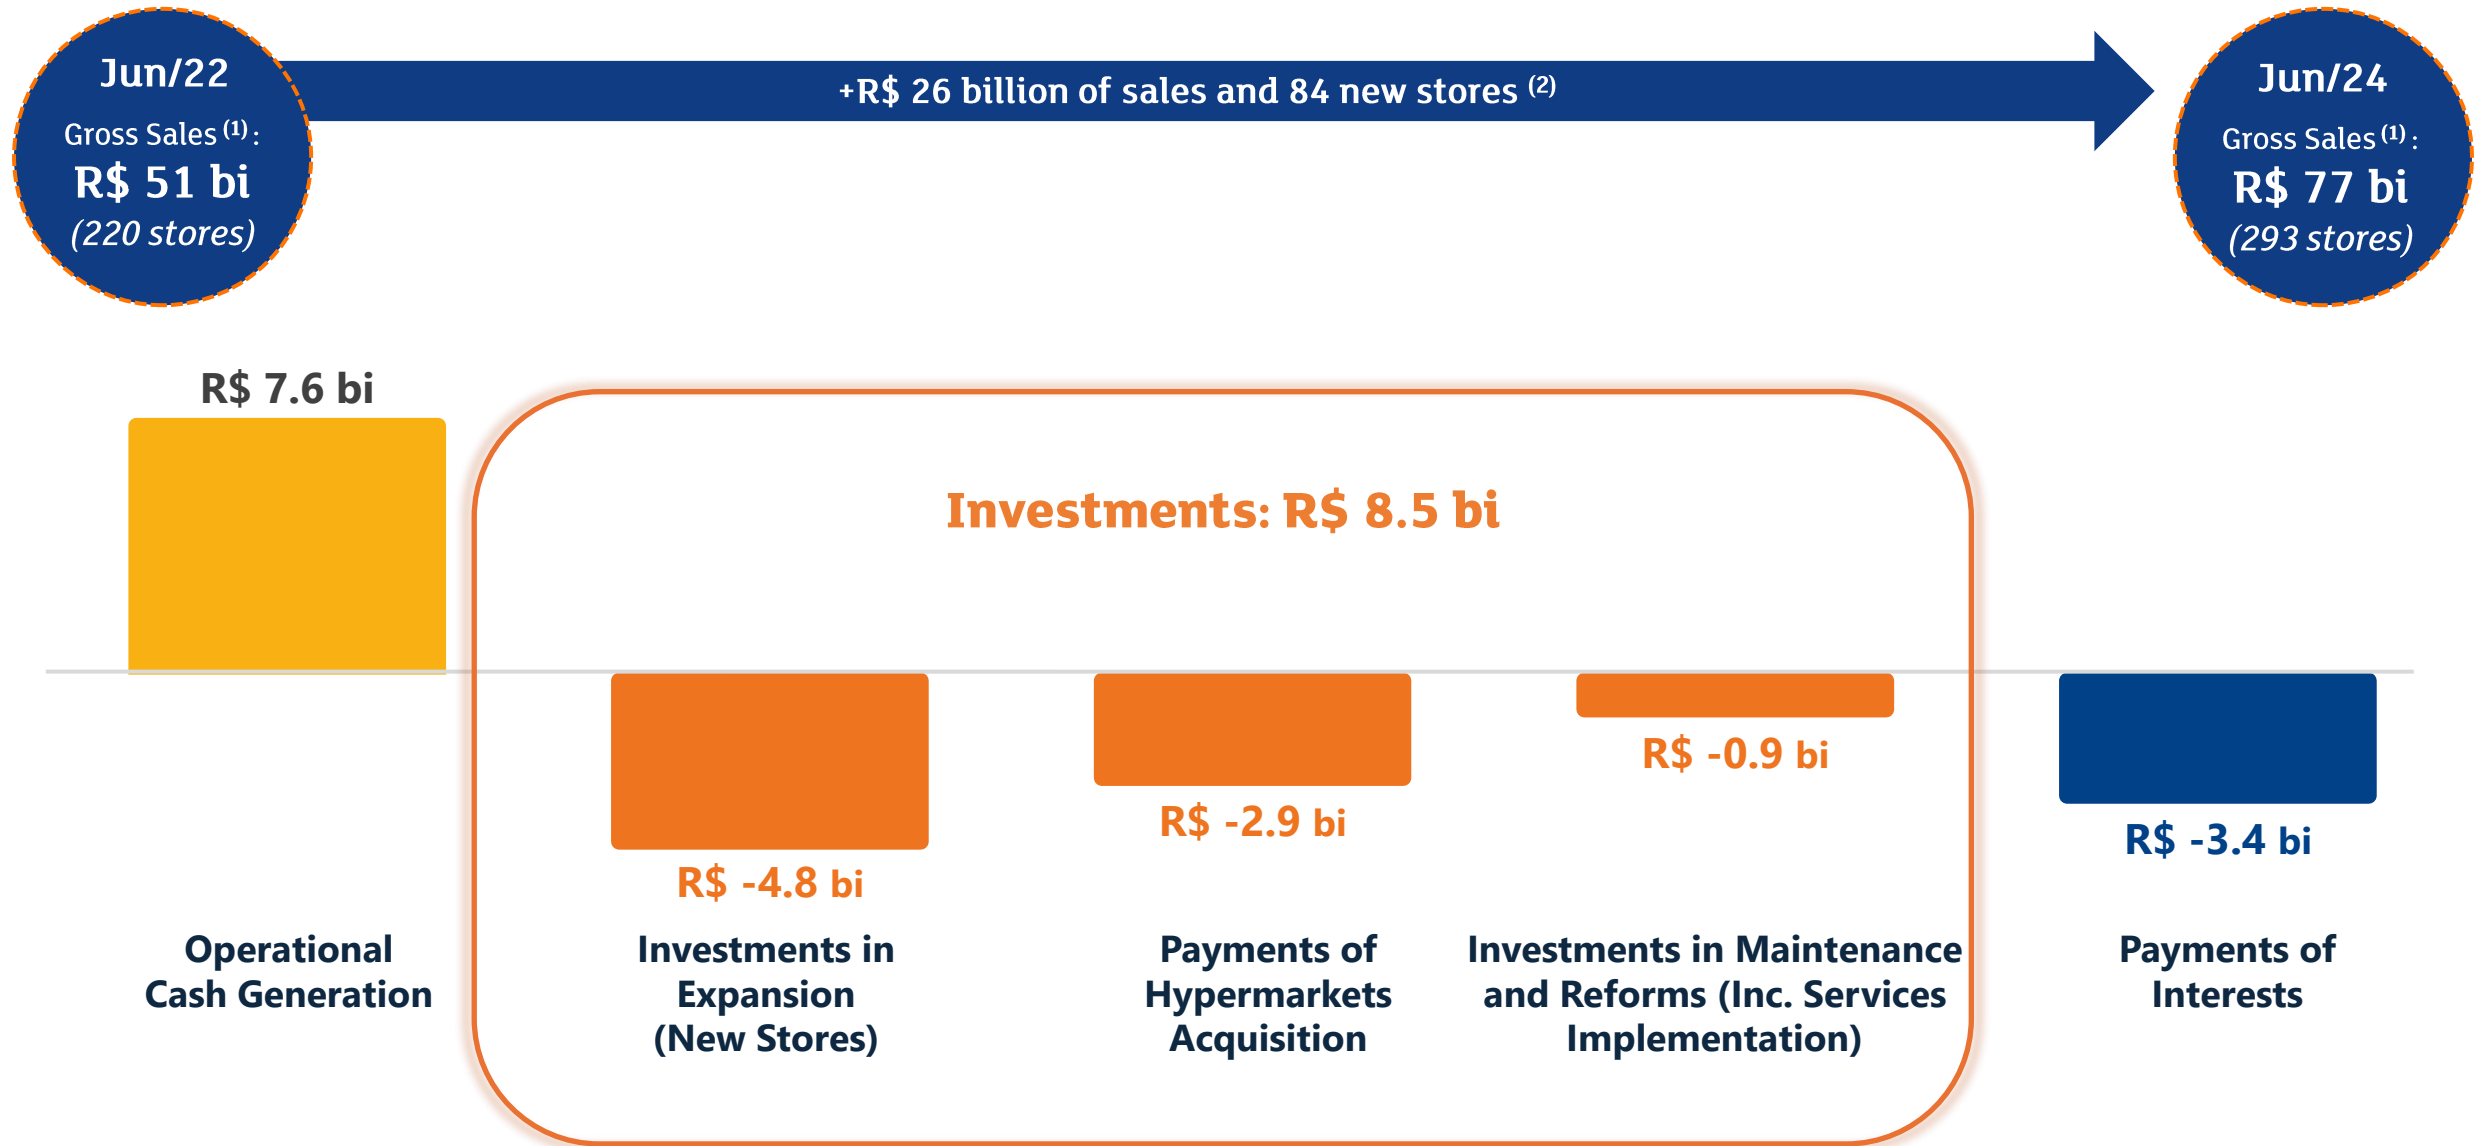 Jun/22
Gross Sales (1) :
R$ 51 bi
(220 stores)
+R$ 26 billion of sales and 84 new stores (2)
Jun/24
Gross Sales (1) :
R$ 77 bi
(293 stores)
R$ 7.6 bi
Investments: R$ 8.5 bi
R$ -4.8 bi
R$ -2.9 bi
R$ -0.9 bi
R$ -3.4 bi
Operational
Cash Generation
Investments in
Expansion
(New Stores)
Payments of
Hypermarkets
Acquisition
Investments in Maintenance
and Reforms (Inc. Services
Implementation)
Payments of
Interests